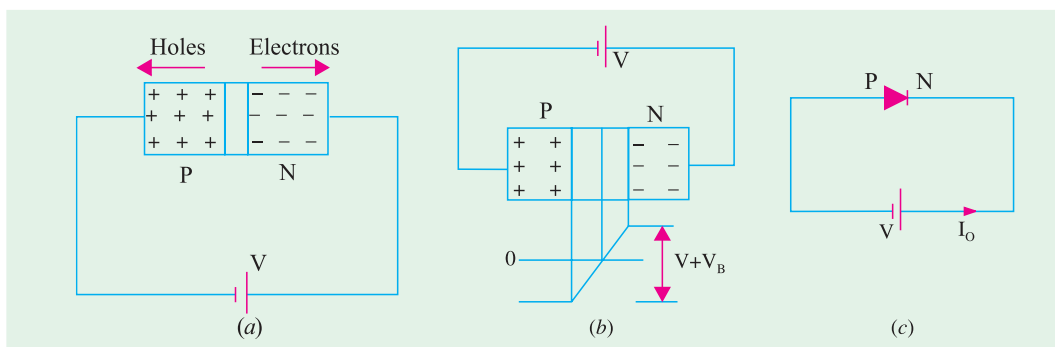 Holes Electrons
+ + + − − −
+ + + − − −
+ + + − − −
P N
V
(a)
V
P N
+ + − −
+ + − −
+ + − −
0
V+V_B
(b)
P N
V I_O
(c)